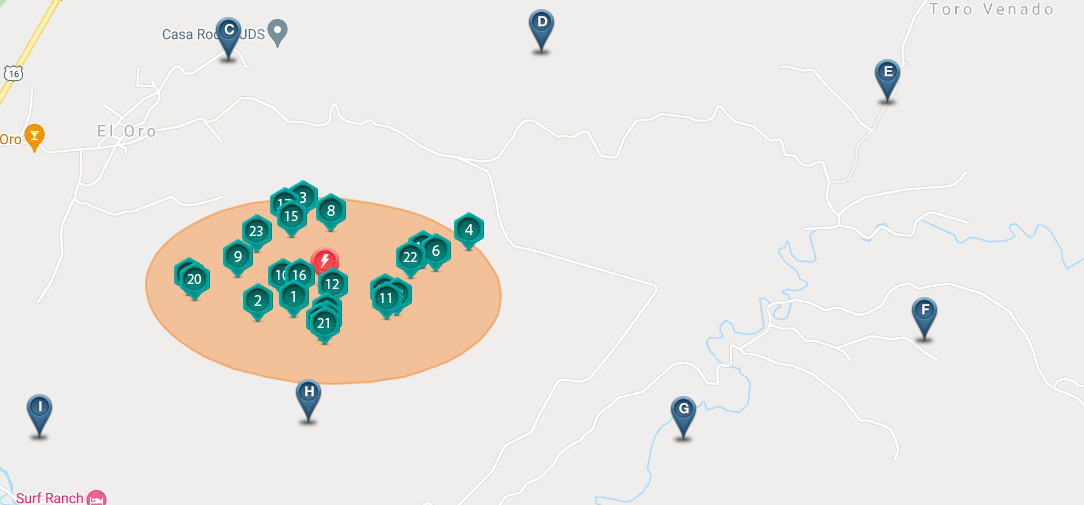 Toro Venado
D
C
Casa Roc
UDS
E
16
El Oro
Oro
3
15
8
23
4
9
6
22
20
16
12
2
1
11
21
F
H
I
G
Surf Ranch